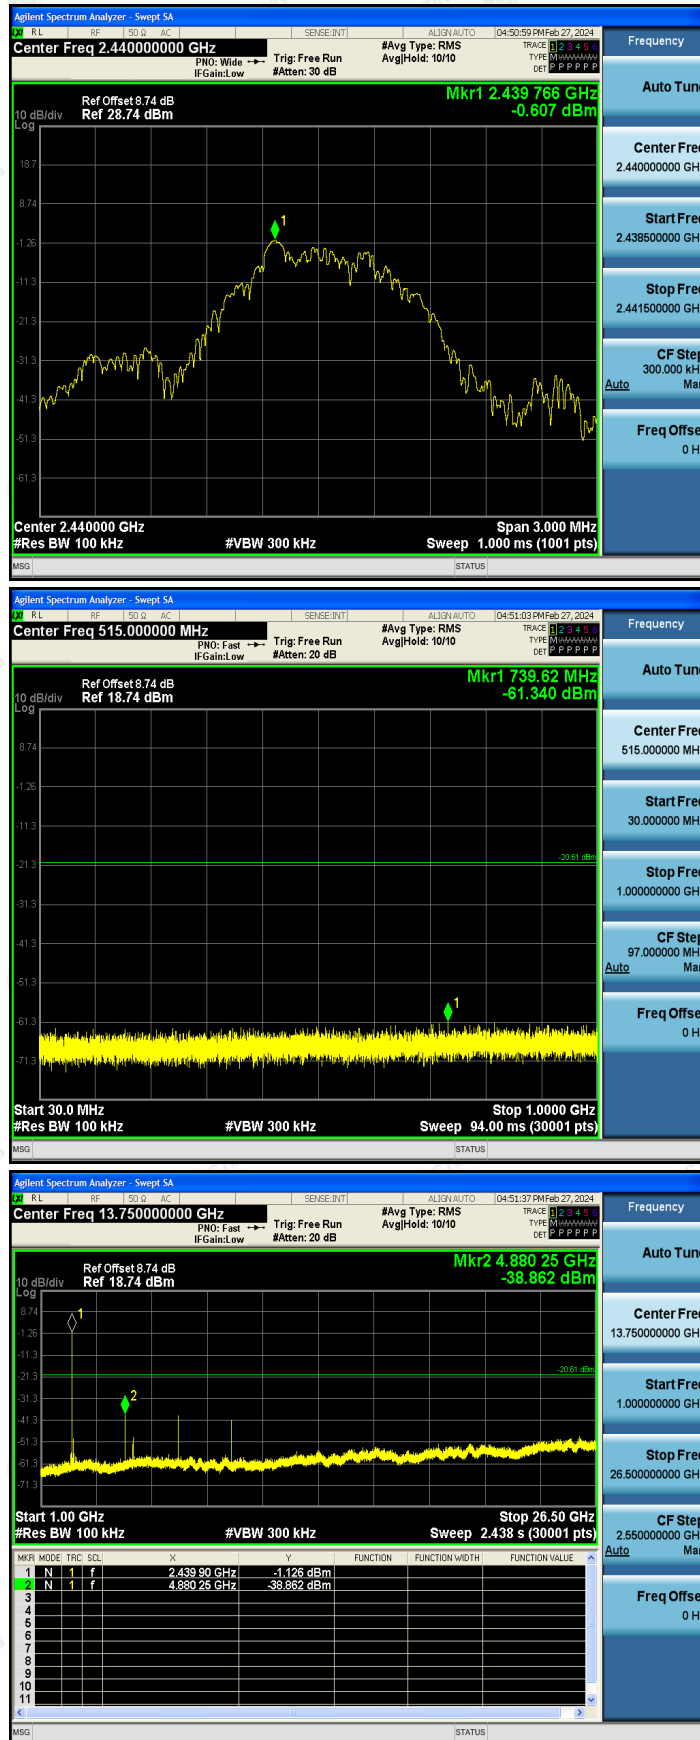 Agilent Spectrum Analyzer - Swept SA
LXI RL RF 50 Ω AC SENSE:INT ALIGNAUTO 04:50:59 PM Feb 27, 2024
Center Freq 2.440000000 GHz #Avg Type: RMS TRACE 1 2 3 4 5 6
PNO: Wide Trig: Free Run Avg|Hold: 10/10 TYPE M
IFGain:Low #Atten: 30 dB DET P P P P P P
Frequency
Auto Tune
Mkr1 2.439 766 GHz
-0.607 dBm
Ref Offset 8.74 dB
10 dB/div Ref 28.74 dBm
Log
18.7
8.74
-1.26
-11.3
-21.3
-31.3
-41.3
-51.3
-61.3
1
Center Freq
2.440000000 GH
Start Freq
2.438500000 GH
Stop Freq
2.441500000 GH
CF Step
300.000 kH
Auto Man
Freq Offse
0 H
Center 2.440000 GHz Span 3.000 MHz
#Res BW 100 kHz #VBW 300 kHz Sweep 1.000 ms (1001 pts)
MSG STATUS
Agilent Spectrum Analyzer - Swept SA
LXI RL RF 50 Ω AC SENSE:INT ALIGNAUTO 04:51:03 PM Feb 27, 2024
Center Freq 515.000000 MHz #Avg Type: RMS TRACE 1 2 3 4 5 6
PNO: Fast Trig: Free Run Avg|Hold: 10/10 TYPE M
IFGain:Low #Atten: 20 dB DET P P P P P P
Frequency
Auto Tune
Mkr1 739.62 MHz
-61.340 dBm
Ref Offset 8.74 dB
10 dB/div Ref 18.74 dBm
Log
8.74
-1.26
-11.3
-21.3
-31.3
-41.3
-51.3
-61.3
-71.3
-20.61 dBm
1
Center Freq
515.000000 MH
Start Freq
30.000000 MH
Stop Freq
1.000000000 GH
CF Step
97.000000 MH
Auto Man
Freq Offse
0 H
Start 30.0 MHz Stop 1.0000 GHz
#Res BW 100 kHz #VBW 300 kHz Sweep 94.00 ms (30001 pts)
MSG STATUS
Agilent Spectrum Analyzer - Swept SA
LXI RL RF 50 Ω AC SENSE:INT ALIGNAUTO 04:51:37 PM Feb 27, 2024
Center Freq 13.750000000 GHz #Avg Type: RMS TRACE 1 2 3 4 5 6
PNO: Fast Trig: Free Run Avg|Hold: 10/10 TYPE M
IFGain:Low #Atten: 20 dB DET P P P P P P
Frequency
Auto Tune
Mkr2 4.880 25 GHz
-38.862 dBm
Ref Offset 8.74 dB
10 dB/div Ref 18.74 dBm
Log
8.74
-1.26
-11.3
-21.3
-31.3
-41.3
-51.3
-61.3
-71.3
-20.61 dBm
1
2
Center Freq
13.750000000 GH
Start Freq
1.000000000 GH
Stop Freq
26.500000000 GH
CF Step
2.550000000 GH
Auto Man
Freq Offse
0 H
Start 1.00 GHz Stop 26.50 GHz
#Res BW 100 kHz #VBW 300 kHz Sweep 2.438 s (30001 pts)
MKR MODE TRC SCL X Y FUNCTION FUNCTION WIDTH FUNCTION VALUE
1 N 1 f 2.439 90 GHz -1.126 dBm
2 N 1 f 4.880 25 GHz -38.862 dBm
3
4
5
6
7
8
9
10
11
MSG STATUS